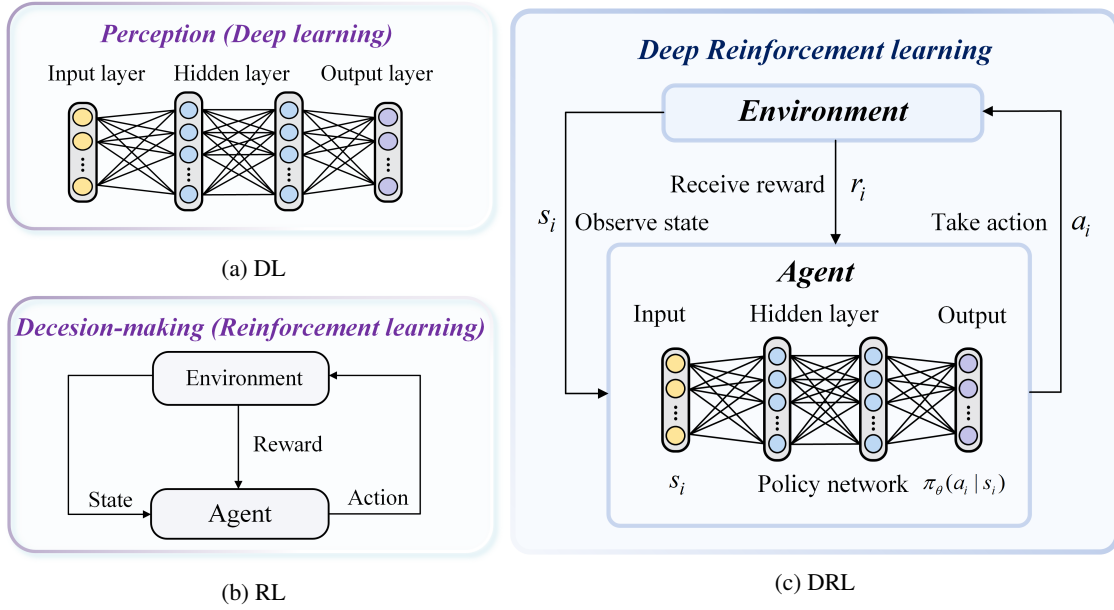 Perception (Deep learning)
Input layer Hidden layer Output layer
(a) DL
Decesion-making (Reinforcement learning)
Environment
Reward
State
Action
Agent
(b) RL
Deep Reinforcement learning
Environment
Receive reward r_i
s_i Observe state
Take action a_i
Agent
Input Hidden layer Output
s_i Policy network π_θ(a_i | s_i)
(c) DRL